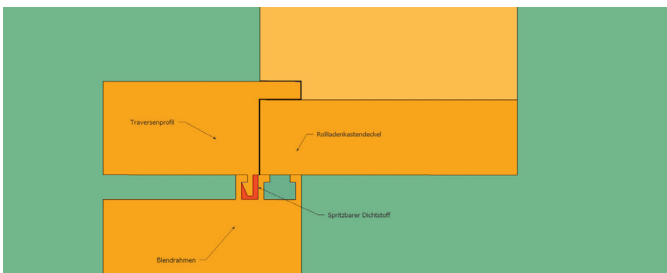 Traversenprofil
Rollladenkastendeckel
Spritzbarer Dichtstoff
Blendrahmen